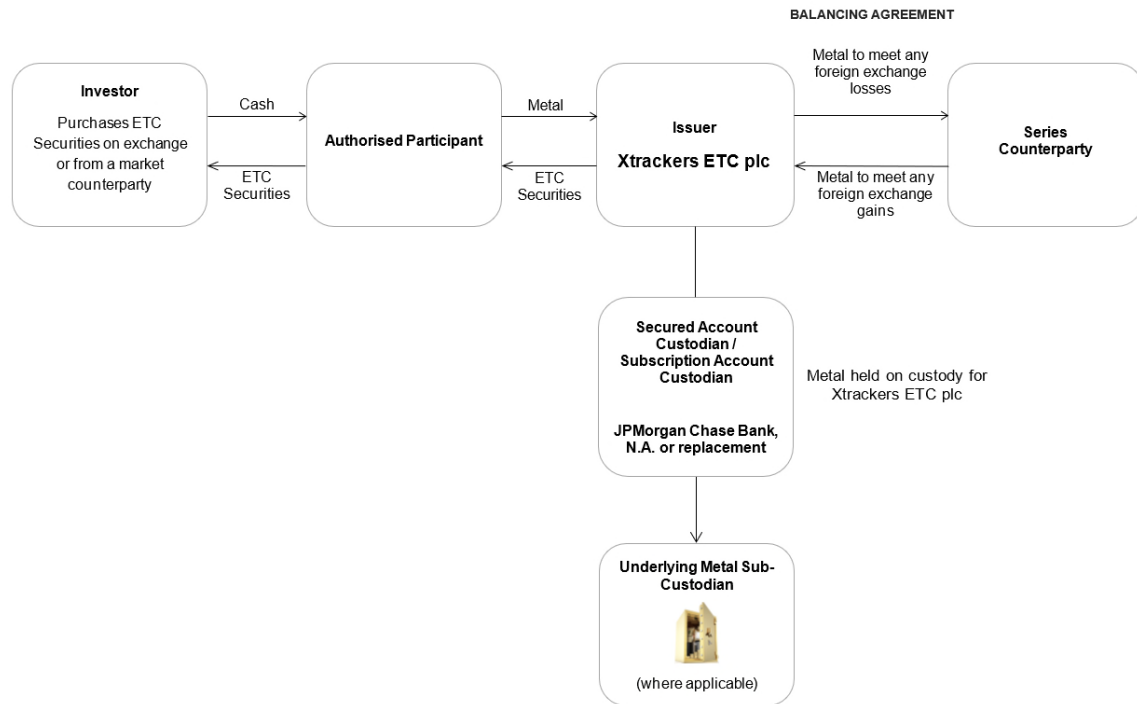 BALANCING AGREEMENT
Investor
Purchases ETC
Securities on exchange
or from a market
counterparty
Cash
ETC
Securities
Authorised Participant
Metal
ETC
Securities
Issuer
Xtrackers ETC plc
Metal to meet any
foreign exchange
losses
Metal to meet any
foreign exchange
gains
Series
Counterparty
Secured Account
Custodian /
Subscription Account
Custodian
JPMorgan Chase Bank,
N.A. or replacement
Metal held on custody for
Xtrackers ETC plc
Underlying Metal Sub-
Custodian
(where applicable)